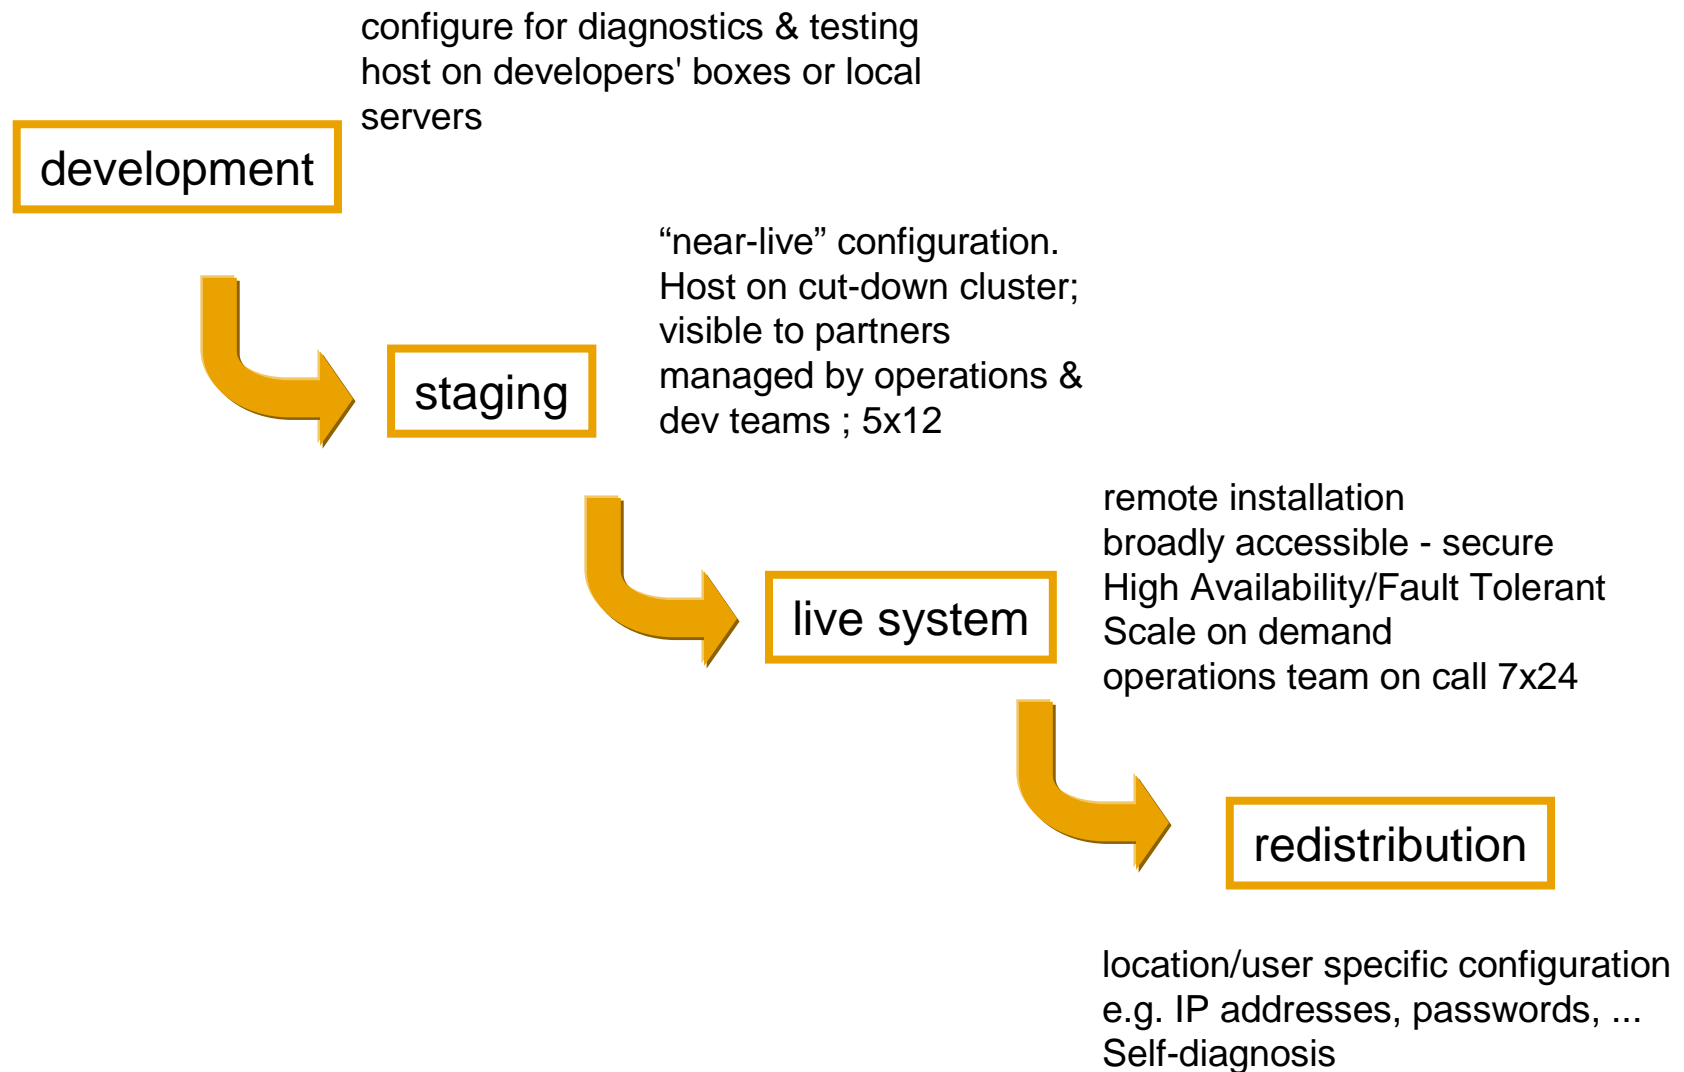 configure for diagnostics & testing
host on developers' boxes or local
servers
development
“near-live” configuration.
Host on cut-down cluster;
visible to partners
managed by operations &
dev teams ; 5x12
staging
remote installation
broadly accessible - secure
High Availability/Fault Tolerant
Scale on demand
operations team on call 7x24
live system
redistribution
location/user specific configuration
e.g. IP addresses, passwords, ...
Self-diagnosis